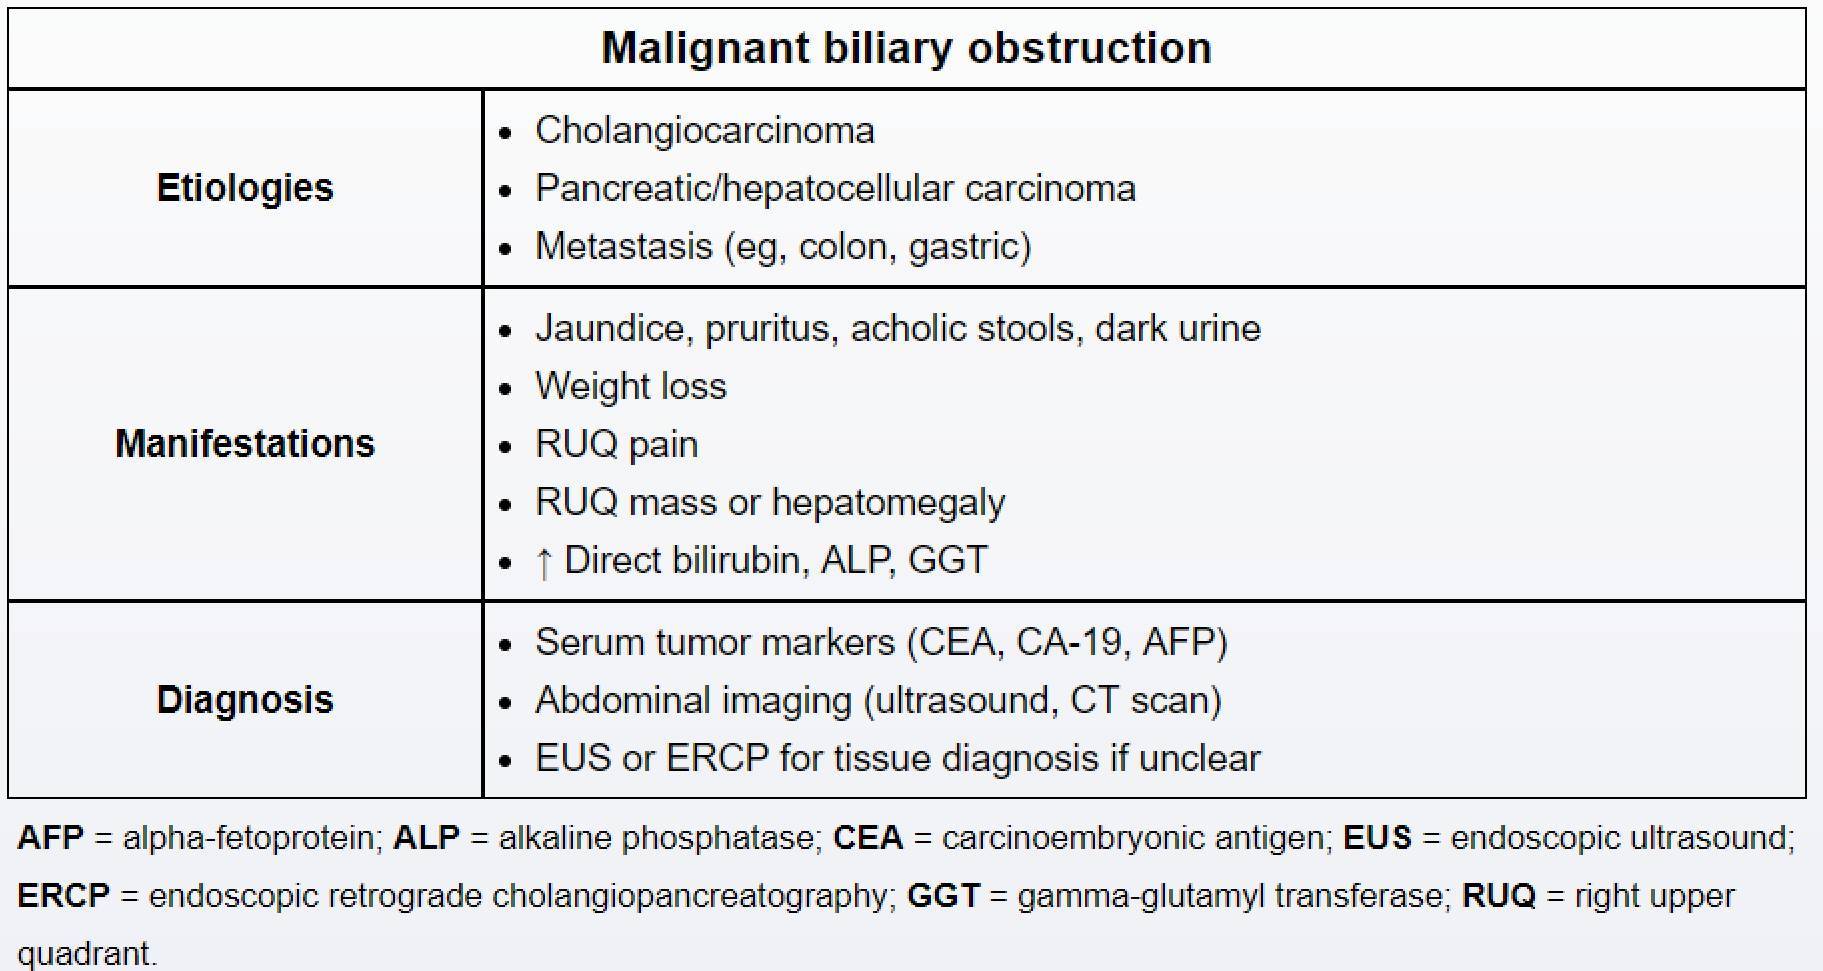 Malignant biliary obstruction
Etiologies
• Cholangiocarcinoma
• Pancreatic/hepatocellular carcinoma
• Metastasis (eg, colon, gastric)
Manifestations
• Jaundice, pruritus, acholic stools, dark urine
• Weight loss
• RUQ pain
• RUQ mass or hepatomegaly
• ↑ Direct bilirubin, ALP, GGT
Diagnosis
• Serum tumor markers (CEA, CA-19, AFP)
• Abdominal imaging (ultrasound, CT scan)
• EUS or ERCP for tissue diagnosis if unclear
AFP = alpha-fetoprotein; ALP = alkaline phosphatase; CEA = carcinoembryonic antigen; EUS = endoscopic ultrasound;
ERCP = endoscopic retrograde cholangiopancreatography; GGT = gamma-glutamyl transferase; RUQ = right upper
quadrant.